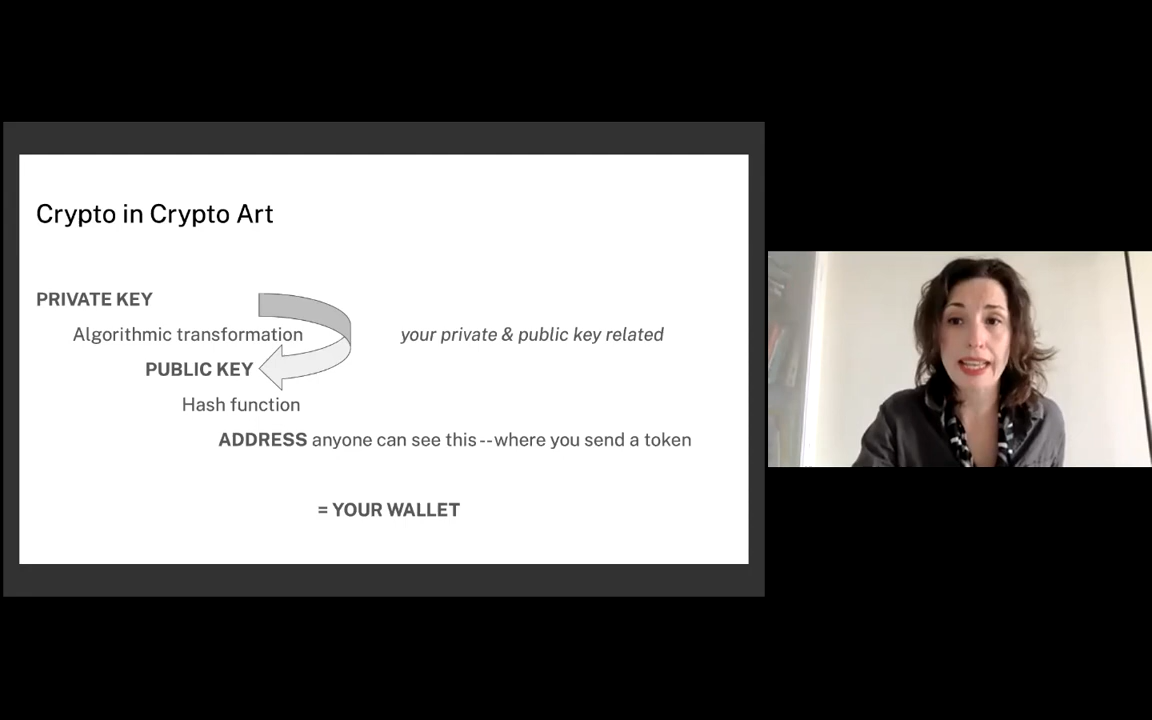 Crypto in Crypto Art
PRIVATE KEY
Algorithmic transformation
your private & public key related
PUBLIC KEY
Hash function
ADDRESS anyone can see this--where you send a token
= YOUR WALLET